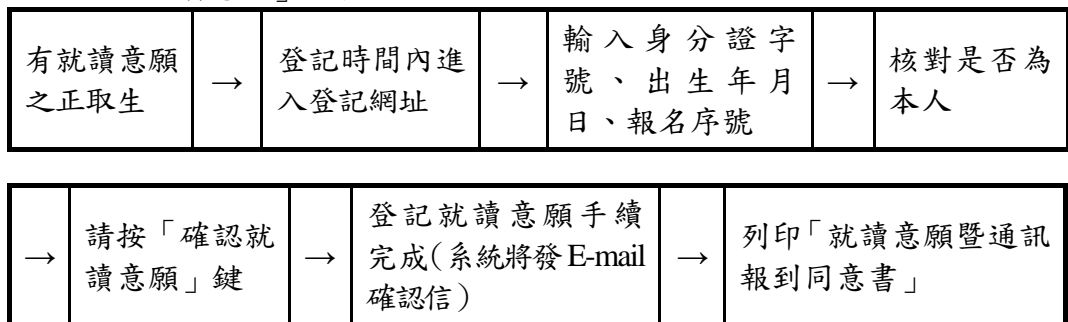 有就讀意願
之正取生
→
登記時間內進
入登記網址
→
輸入身分證字
號、出生年月
日、報名序號
→
核對是否為
本人
→
請按「確認就
讀意願」鍵
→
登記就讀意願手續
完成(系統將發E-mail
確認信)
→
列印「就讀意願暨通訊
報到同意書」